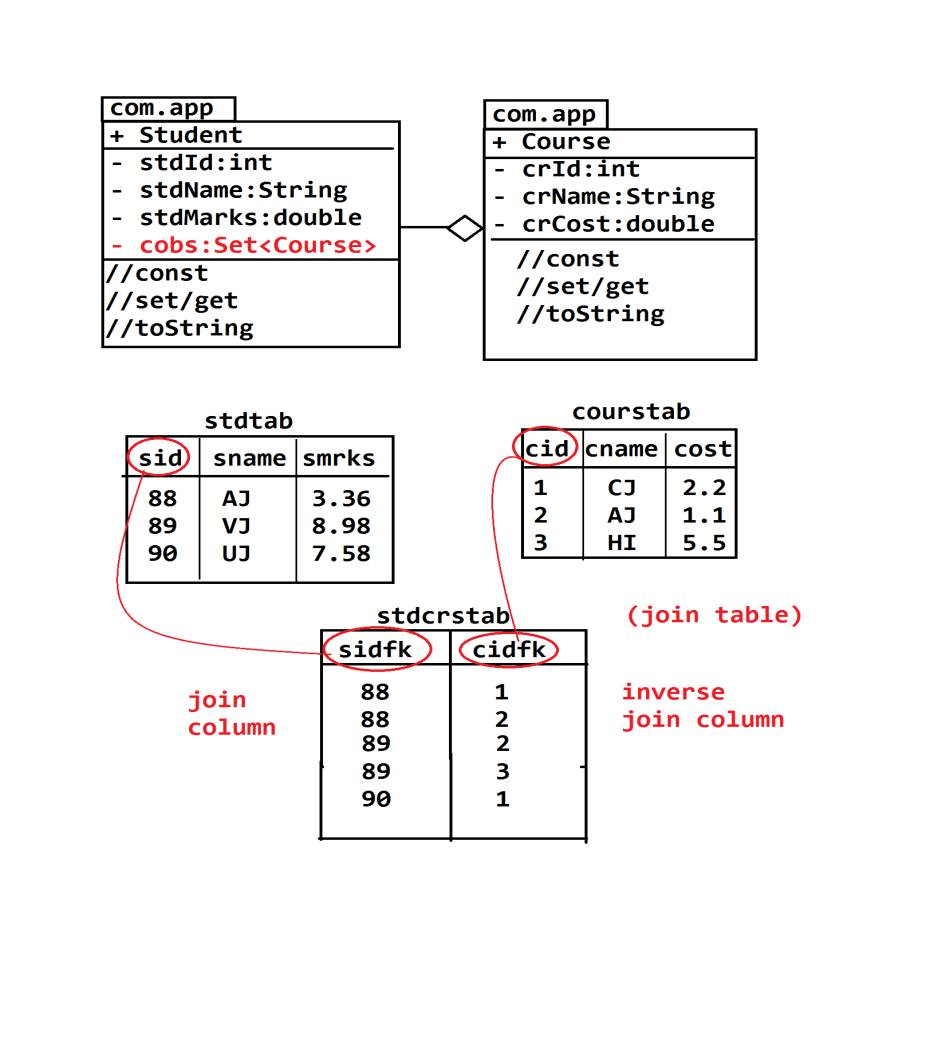 com.app
+ Student
- stdId:int
- stdName:String
- stdMarks:double
- cobs:Set<Course>
//const
//set/get
//toString
com.app
+ Course
- crId:int
- crName:String
- crCost:double
//const
//set/get
//toString
stdtab
sid sname smrks
88 AJ 3.36
89 VJ 8.98
90 UJ 7.58
courstab
cid cname cost
1 CJ 2.2
2 AJ 1.1
3 HI 5.5
stdcrstab
(join table)
sidfk cidfk
88 1
88 2
89 2
89 3
90 1
join
column
inverse
join column